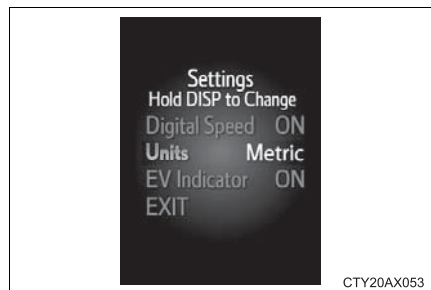 Settings
Hold DISP to Change
Digital Speed ON
Units Metric
EV Indicator ON
EXIT
CTY20AX053